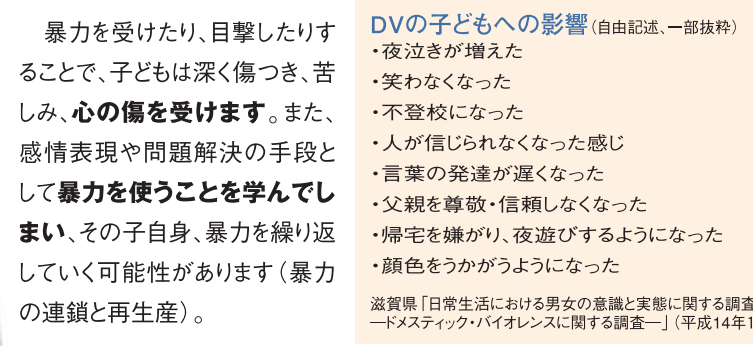 暴力を受けたり、目撃したりす
ることで、子どもは深く傷つき、苦
しみ、心の傷を受けます。また、
感情表現や問題解決の手段と
して暴力を使うことを学んでし
まい、その子自身、暴力を繰り返
していく可能性があります（暴力
の連鎖と再生産）。
DVの子どもへの影響（自由記述、一部抜粋）
・夜泣きが増えた
・笑わなくなった
・不登校になった
・人が信じられなくなった感じ
・言葉の発達が遅くなった
・父親を尊敬・信頼しなくなった
・帰宅を嫌がり、夜遊びするようになった
・顔色をうかがうようになった
滋賀県「日常生活における男女の意識と実態に関する調査
―ドメスティック・バイオレンスに関する調査―」（平成14年1